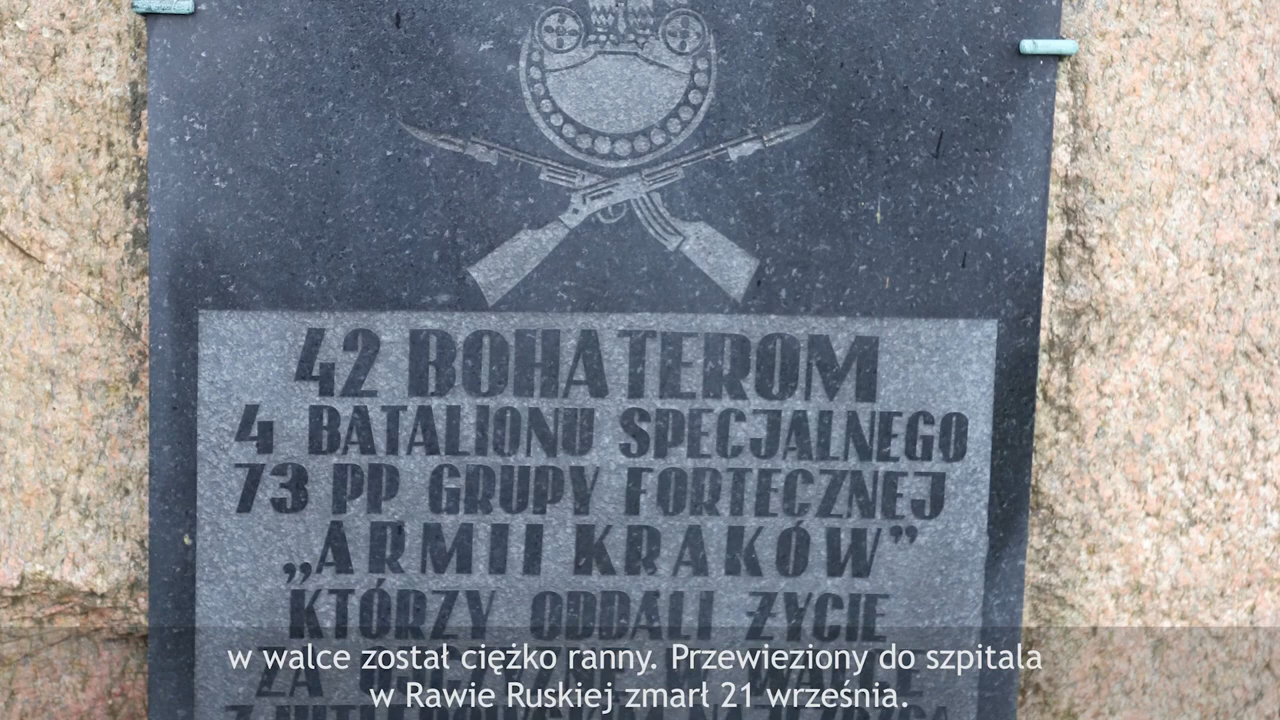 42 BOHATEROM
4 BATALIONU SPECJALNEGO
73 PP GRUPY FORTECZNEJ
„ARMII KRAKÓW”
KTÓRZY ODDALI ŻYCIE
ZA
w walce został ciężko ranny. Przewieziony do szpitala
w Rawie Ruskiej zmarł 21 września.